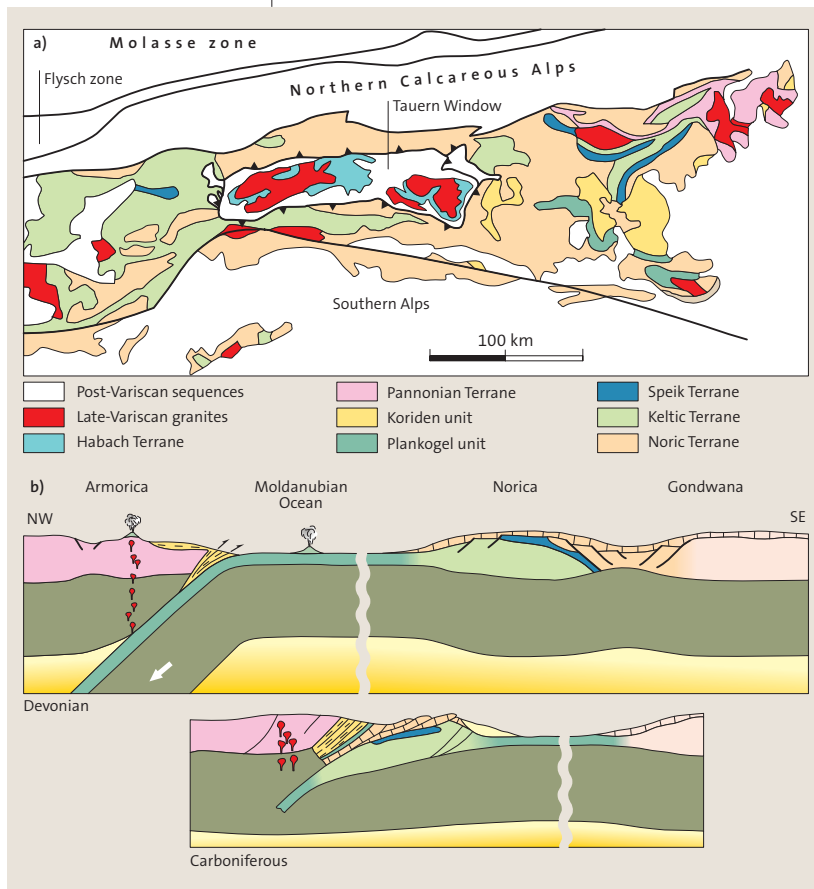 a)
Molasse zone
Flysch zone
Northern Calcareous Alps
Tauern Window
Southern Alps
100 km
Post-Variscan sequences
Late-Variscan granites
Habach Terrane
Pannonian Terrane
Koriden unit
Plankogel unit
Speik Terrane
Keltic Terrane
Noric Terrane
b)
Armorica
Moldanubian
Ocean
Norica
Gondwana
NW
SE
Devonian
Carboniferous